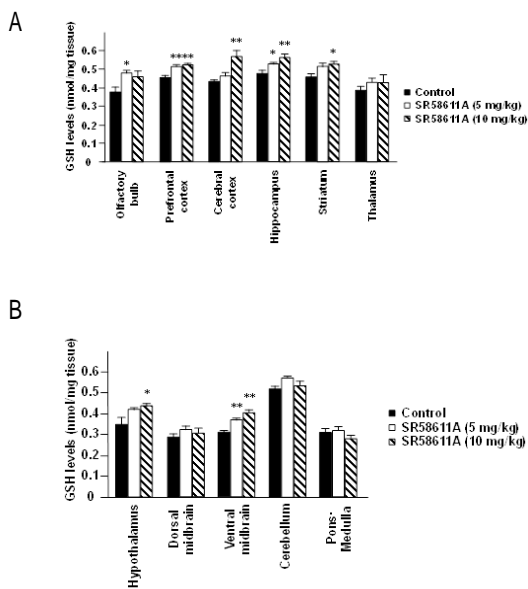 A
GSH levels (nmol/mg tissue)
0.6
0.5
0.4
0.3
0.2
0.1
0
*
****
**
*
**
*
Olfactory
bulb
Prefrontal
cortex
Cerebral
cortex
Hippocampus
Striatum
Thalamus
Control
SR58611A (5 mg/kg)
SR58611A (10 mg/kg)
B
GSH levels (nmol/mg tissue)
0.6
0.5
0.4
0.3
0.2
0.1
0
*
**
**
Hypothalamus
Dorsal
midbrain
Ventral
midbrain
Cerebellum
Pons-
Medulla
Control
SR58611A (5 mg/kg)
SR58611A (10 mg/kg)